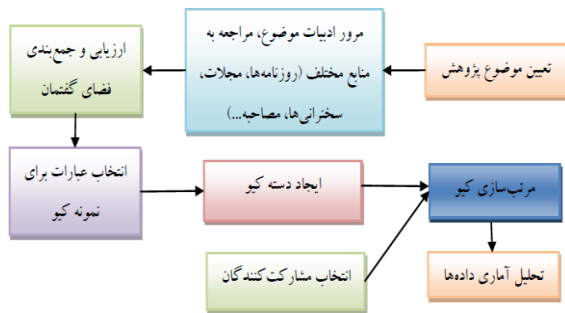 تعیین موضوع پژوهش
مرور ادبیات موضوع، مراجعه به
منابع مختلف (روزنامه‌ها، مجلات،
سخنرانی‌ها، مصاحبه...)
ارزیابی و جمع‌بندی
فضای گفتمان
انتخاب عبارات برای
نمونه کیو
ایجاد دسته کیو
مرتب‌سازی کیو
انتخاب مشارکت‌کنندگان
تحلیل آماری داده‌ها